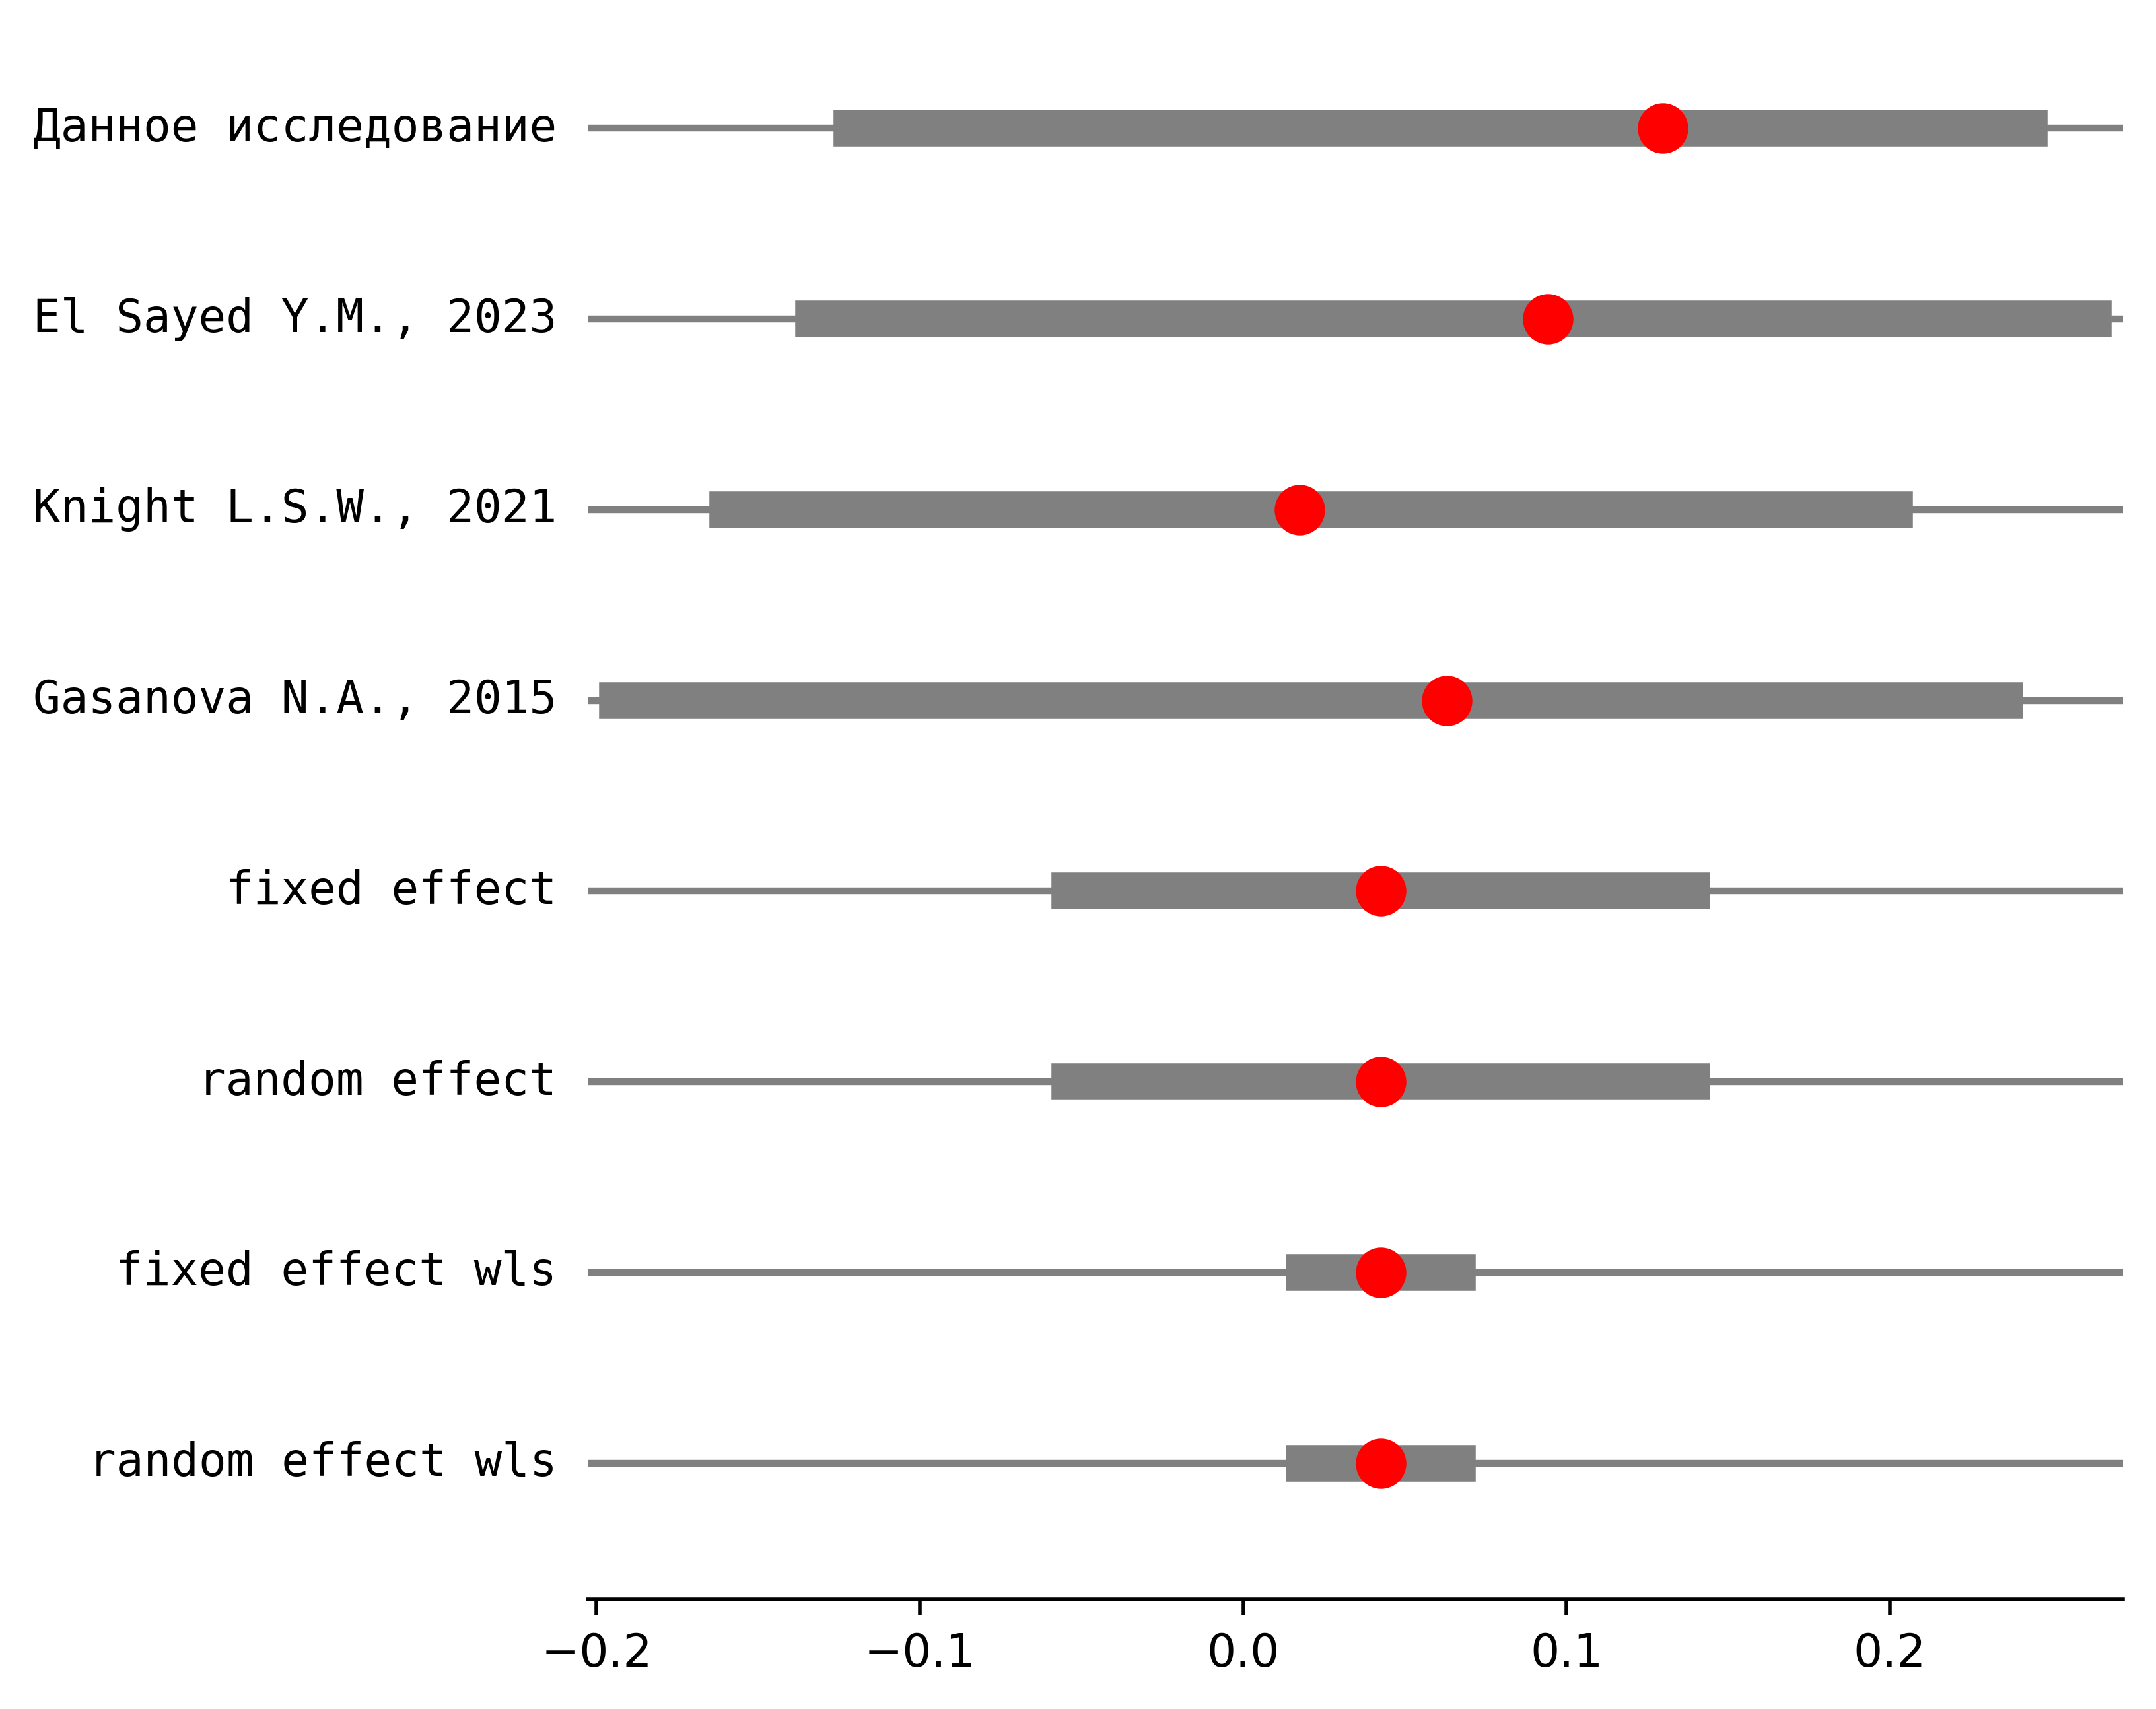 Данное исследование
El Sayed Y.M., 2023
Knight L.S.W., 2021
Gasanova N.A., 2015
fixed effect
random effect
fixed effect wls
random effect wls
−0.2 −0.1 0.0 0.1 0.2